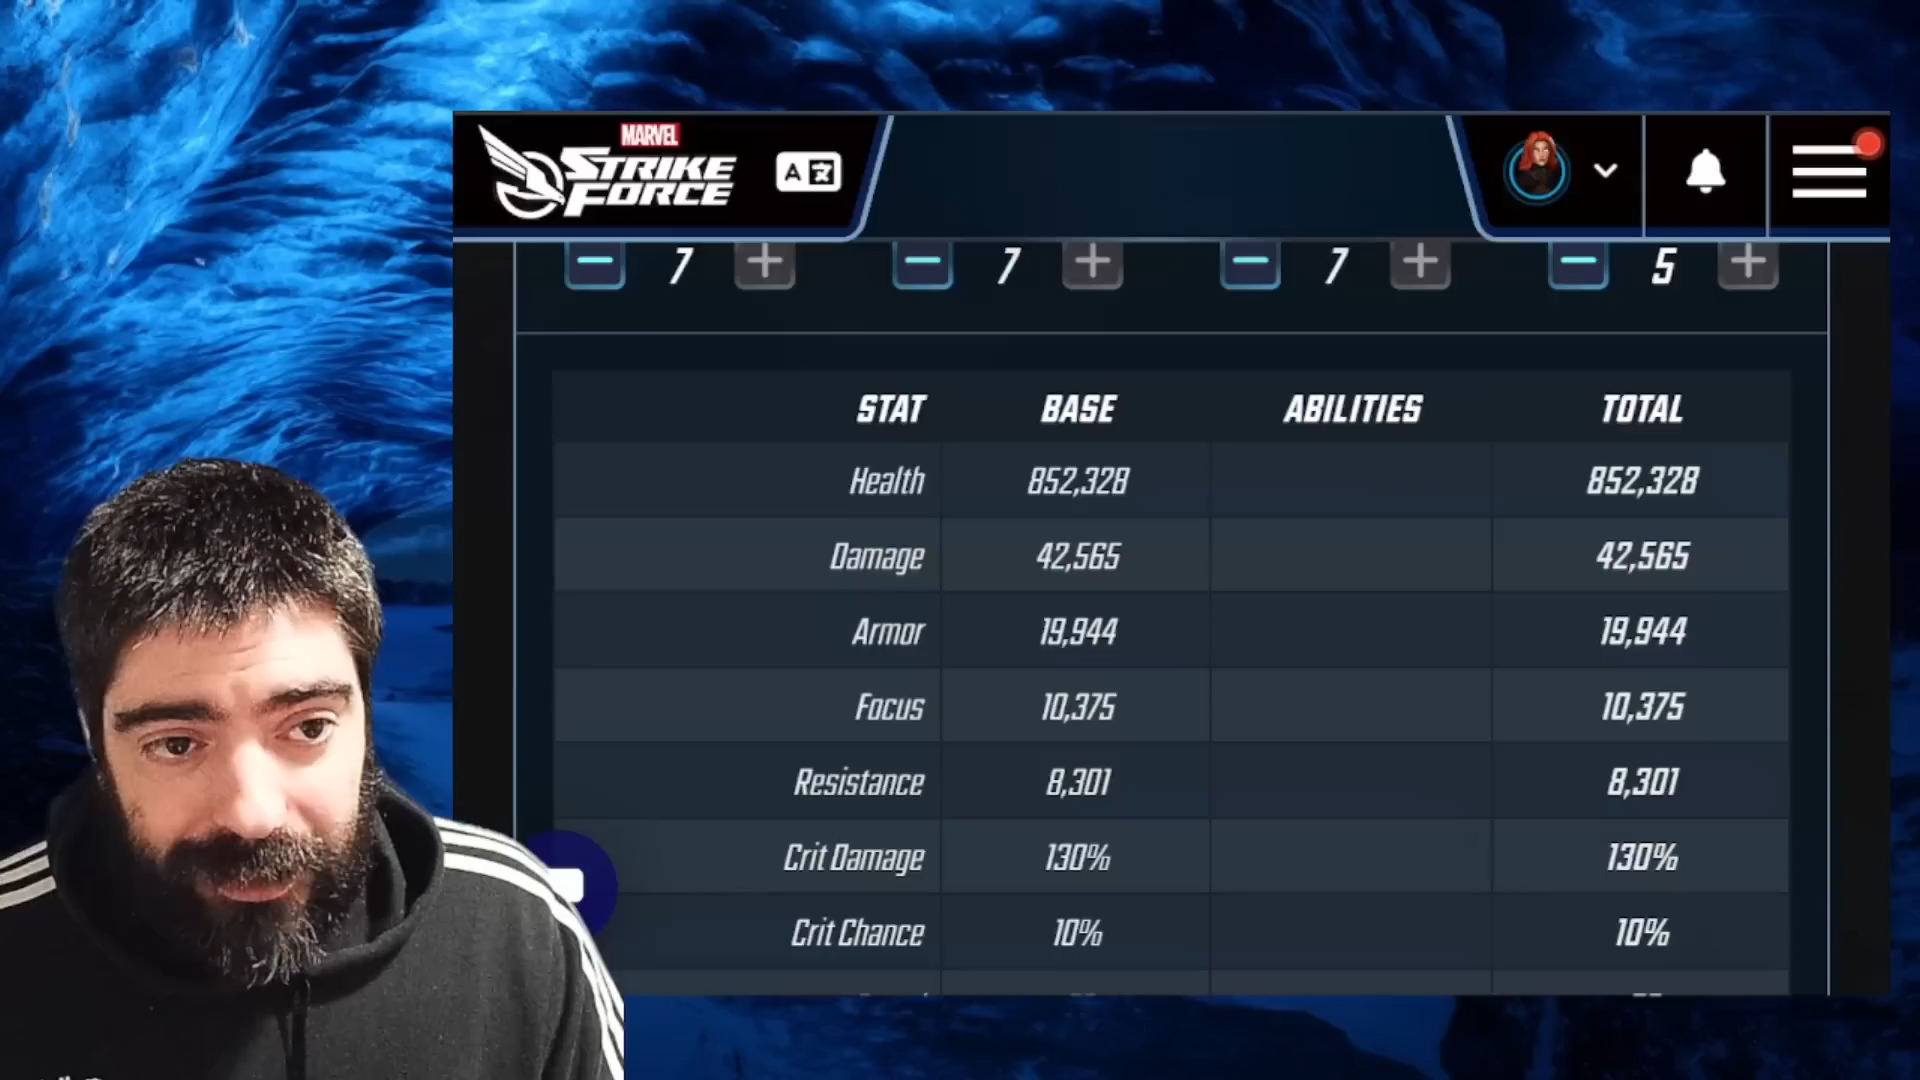 MARVEL
STRIKE
FORCE
A 文
7 7 7 5
STAT BASE ABILITIES TOTAL
Health 852,328 852,328
Damage 42,565 42,565
Armor 19,944 19,944
Focus 10,375 10,375
Resistance 8,301 8,301
Crit Damage 130% 130%
Crit Chance 10% 10%